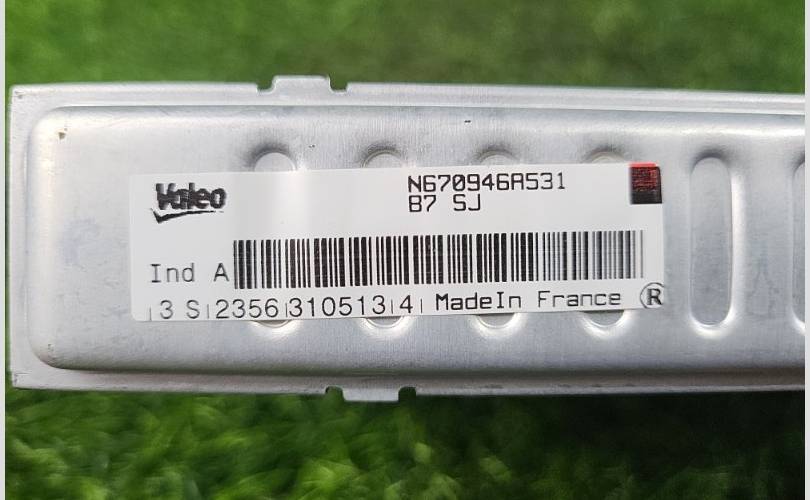 Valeo
N670946A531
B7 SJ
Ind A
3 S 2356 310513 4 MadeIn France ®